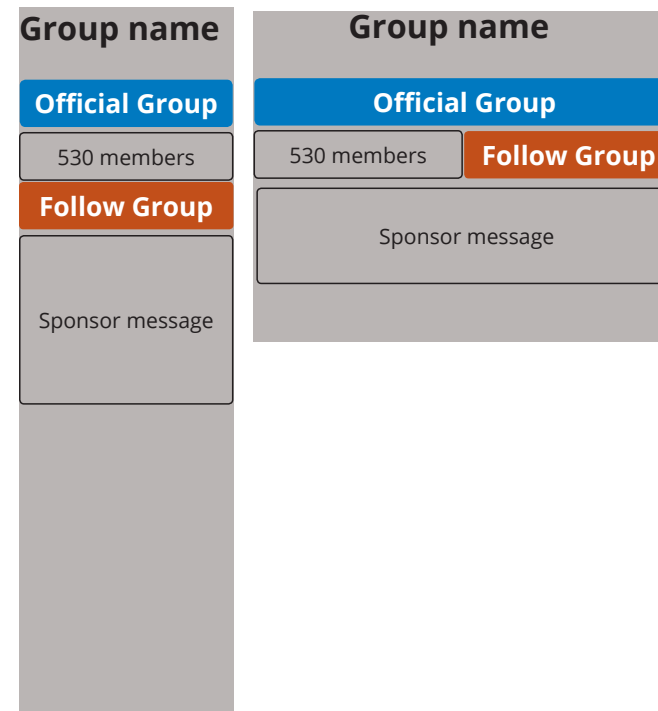 Group name
Official Group
530 members
Follow Group
Sponsor message
Group name
Official Group
530 members
Follow Group
Sponsor message